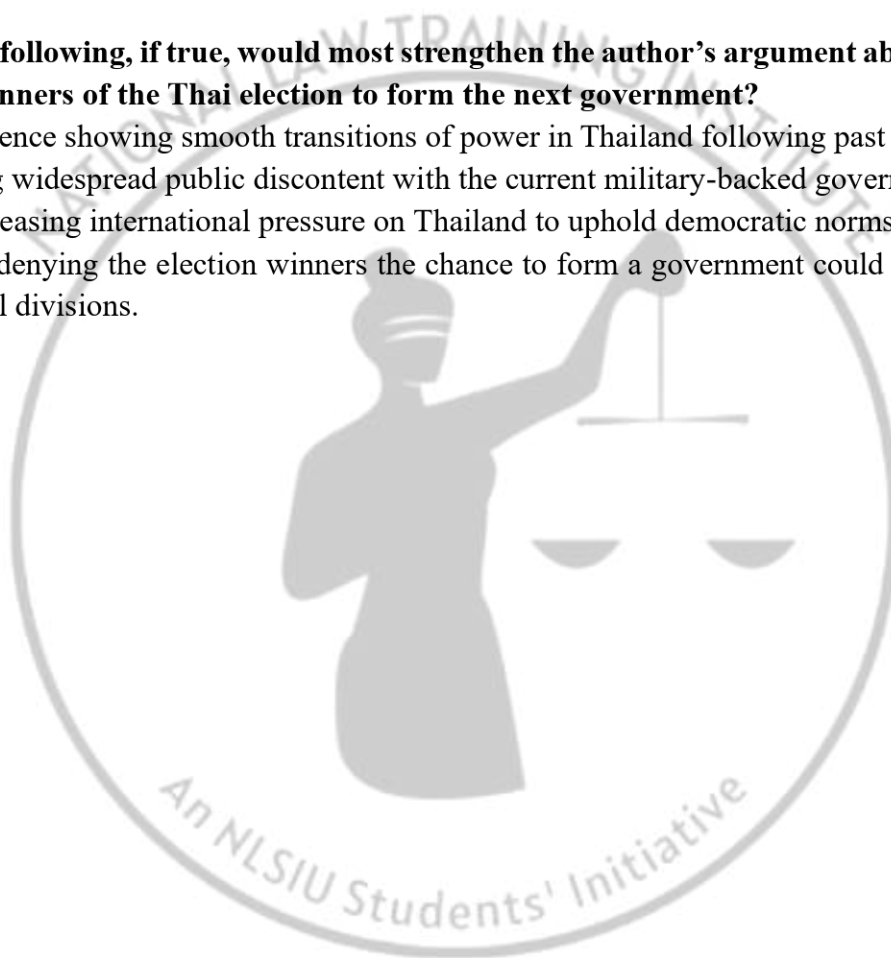 following, if true, would most strengthen the author’s argument ab
nners of the Thai election to form the next government?
ence showing smooth transitions of power in Thailand following past
widespread public discontent with the current military-backed gover
easing international pressure on Thailand to uphold democratic norms
denying the election winners the chance to form a government could
l divisions.
NATIONAL LAW TRAINING INSTITUTE
An NLSIU Students' Initiative